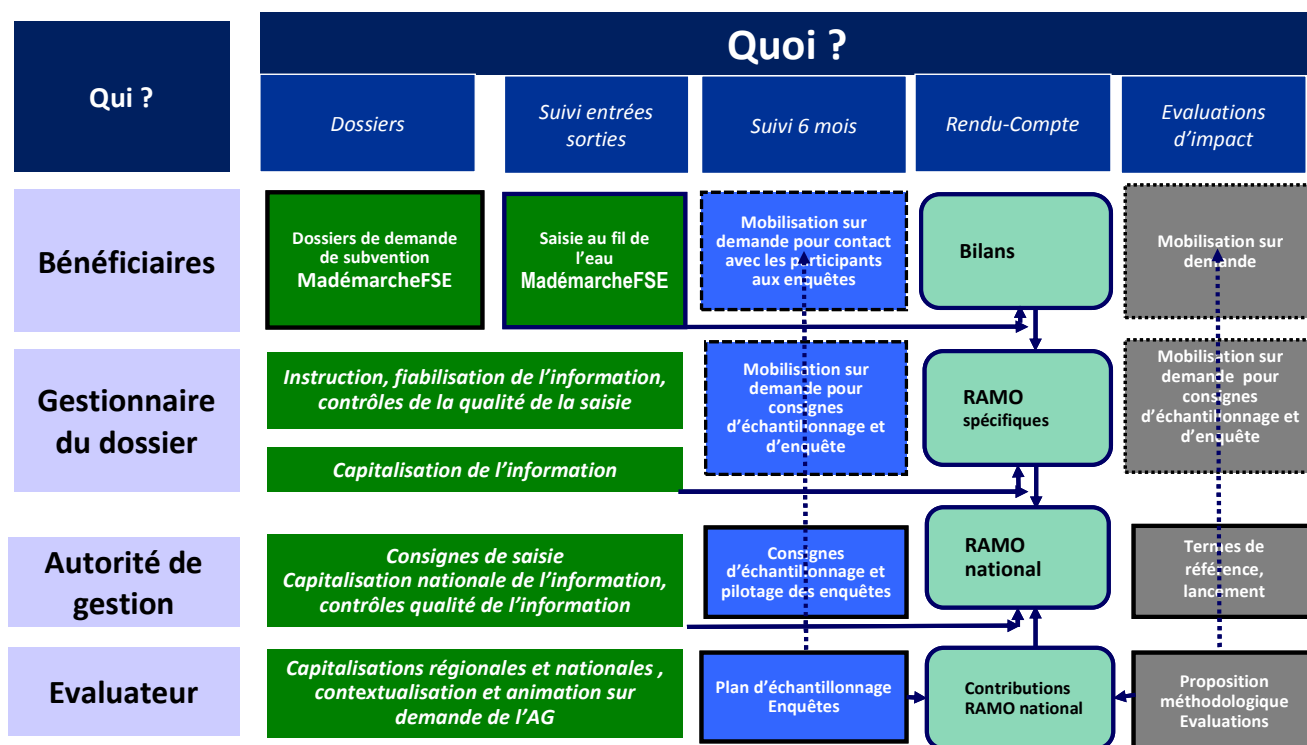 Quoi ?
Qui ?
Dossiers
Suivi entrées
sorties
Suivi 6 mois
Rendu-Compte
Evaluations
d’impact
Bénéficiaires
Dossiers de demande
de subvention
MadémarcheFSE
Saisie au fil de
l’eau
MadémarcheFSE
Mobilisation sur
demande pour contact
avec les participants
aux enquêtes
Bilans
Mobilisation sur
demande
Gestionnaire
du dossier
Instruction, fiabilisation de l’information,
contrôles de la qualité de la saisie
Capitalisation de l’information
Mobilisation sur
demande pour
consignes
d’échantillonnage et
d’enquête
RAMO
spécifiques
Mobilisation sur
demande pour
consignes
d’échantillonnage et
d’enquête
Autorité de
gestion
Consignes de saisie
Capitalisation nationale de l’information,
contrôles qualité de l’information
Consignes
d’échantillonnage et
pilotage des enquêtes
RAMO
national
Termes de
référence,
lancement
Evaluateur
Capitalisations régionales et nationales ,
contextualisation et animation sur
demande de l’AG
Plan d’échantillonnage
Enquêtes
Contributions
RAMO national
Proposition
méthodologique
Evaluations